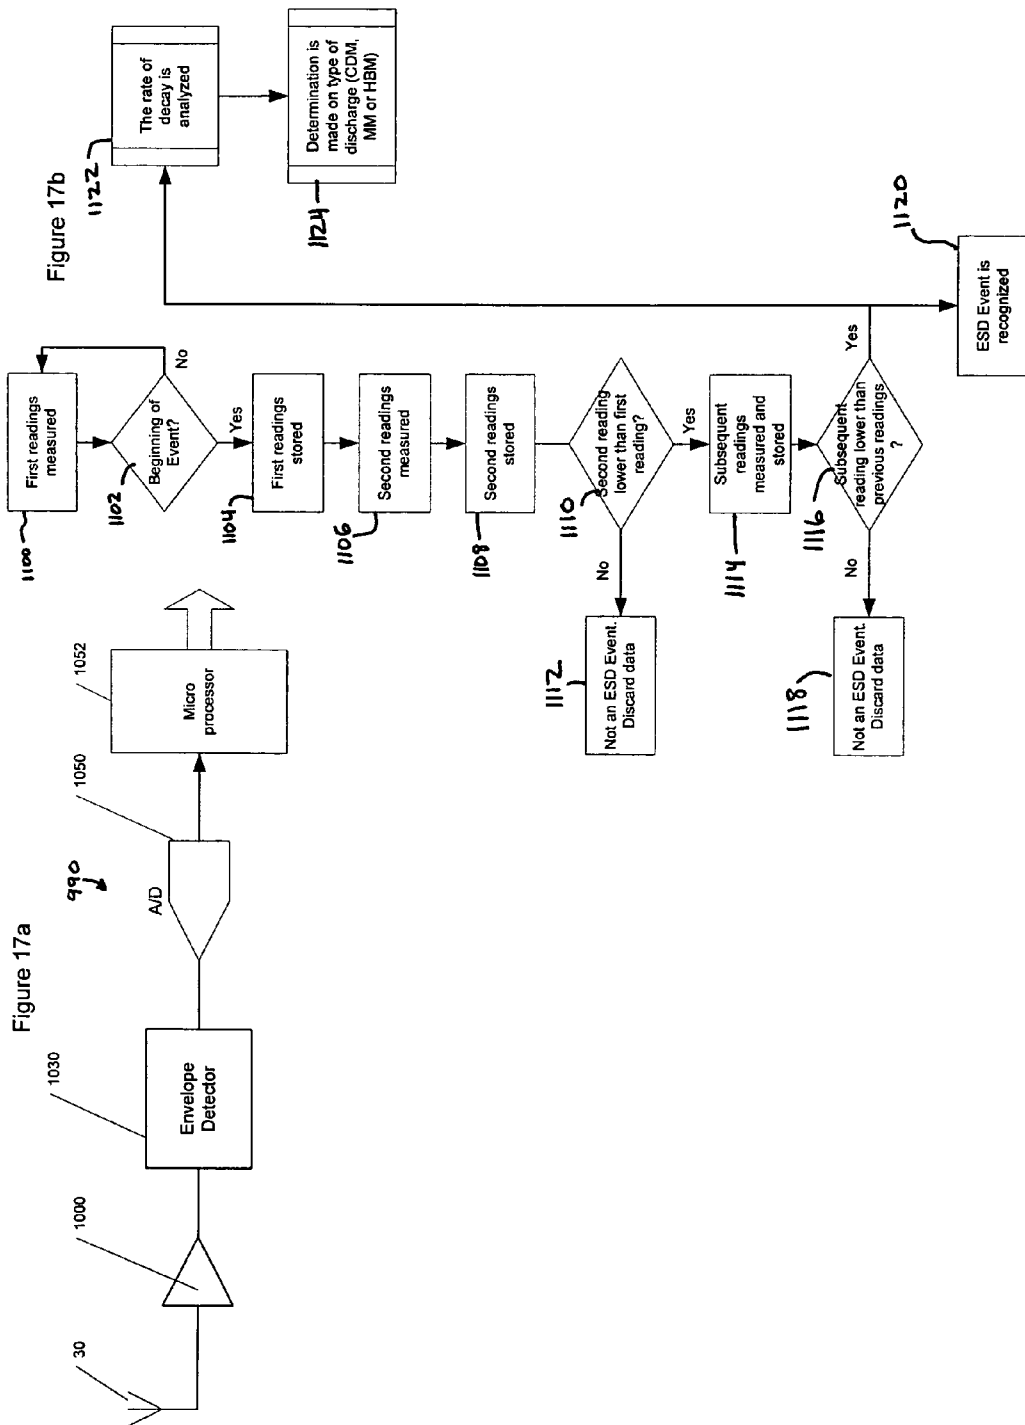 Figure 17a
30
1000
1030
Envelope
Detector
990
A/D
1050
1052
Micro
processor
Figure 17b
1100
First readings
measured
1102
Beginning of
Event?
No
Yes
1104
First readings
stored
1106
Second readings
measured
1108
Second readings
stored
1110
Second reading
lower than first
reading?
No
Yes
1112
Not an ESD Event.
Discard data
1114
Subsequent
readings
measured and
stored
1116
Subsequent
reading lower than
previous readings
?
No
Yes
1118
Not an ESD Event.
Discard data
1120
ESD Event is
recognized
1122
The rate of
decay is
analyzed
1124
Determination is
made on type of
discharge (CDM,
MM or HBM)